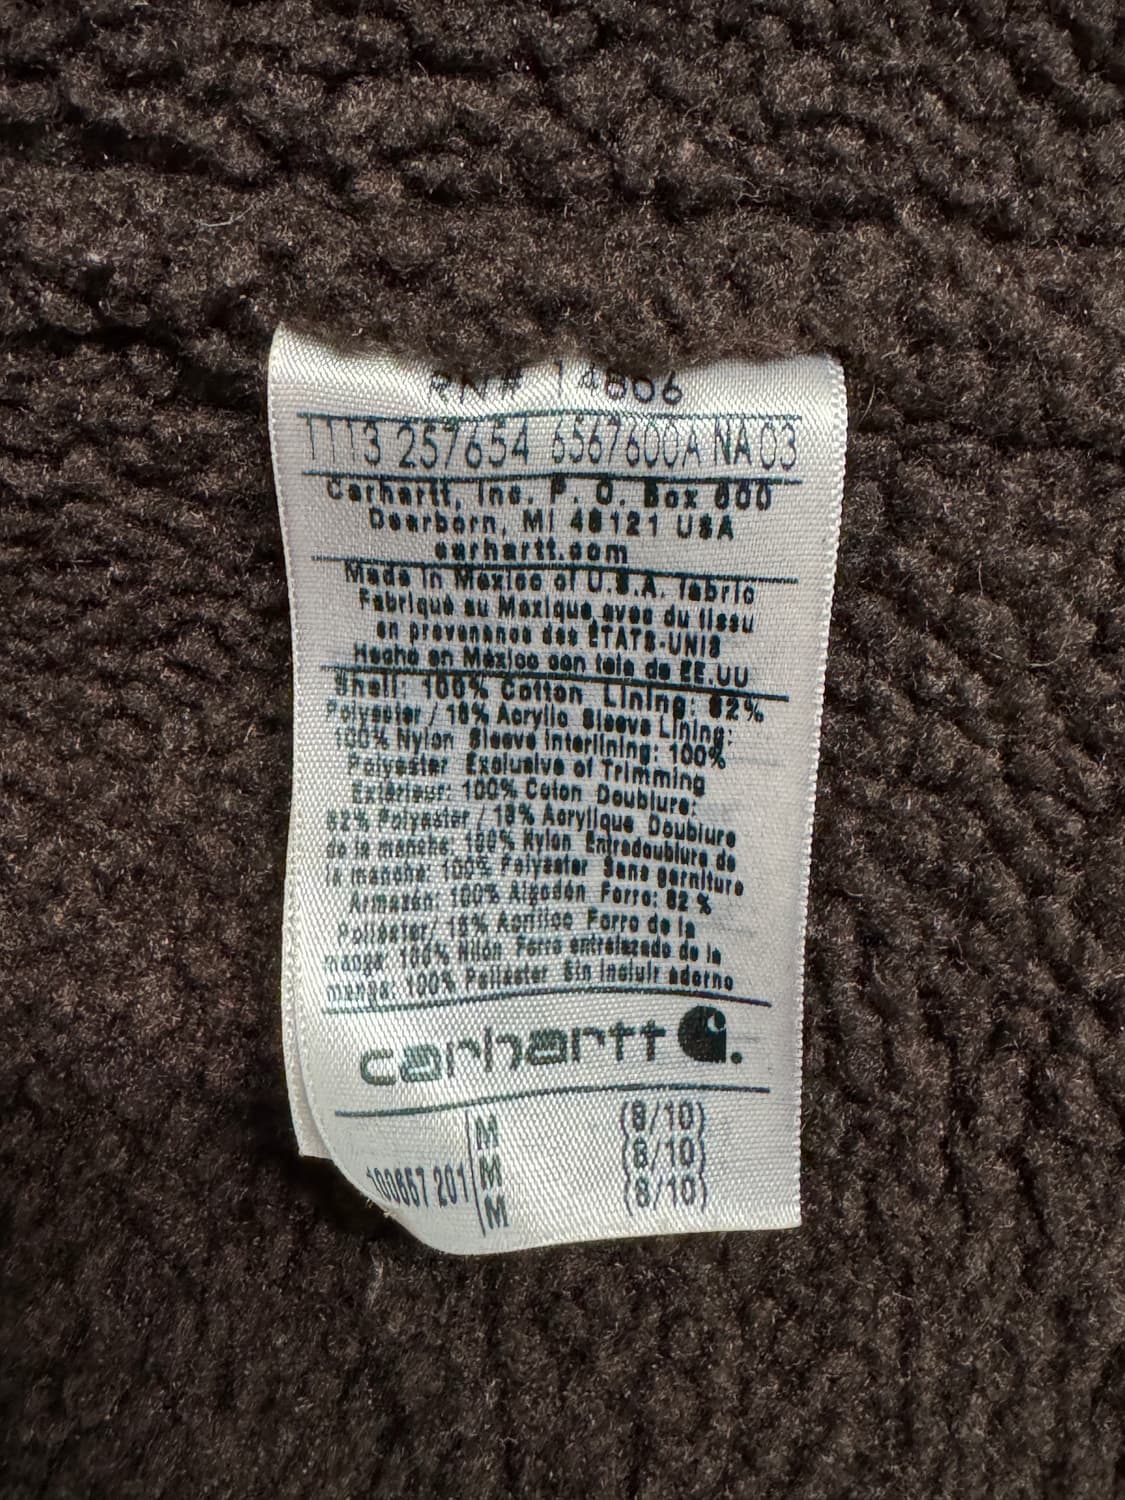 RN# 14806
1113 257654 6567600A NA 03
Carhartt, Inc. P. O. Box 600
Dearborn, MI 48121 USA
carhartt.com
Made in Mexico of U.S.A. fabric
Fabriqué au Mexique avec du tissu
en provenance des ÉTATS-UNIS
Hecho en México con tela de EE.UU
Shell: 100% Cotton Lining: 82%
Polyester / 18% Acrylic Sleeve Lining:
100% Nylon Sleeve Interlining: 100%
Polyester Exclusive of Trimming
Extérieur: 100% Coton Doublure:
82% Polyester / 18% Acrylique Doublure
de la manche: 100% Nylon Entredoublure de
la manche: 100% Polyester Sans garniture
Armazón: 100% Algodón Forro: 82 %
Poliéster/ 18% Acrílico Forro de la
manga: 100% Nilón Forro entrelazado de la
manga: 100% Poliéster Sin incluir adorno
carhartt
M (8/10)
M (8/10)
100657 201 M (8/10)
M